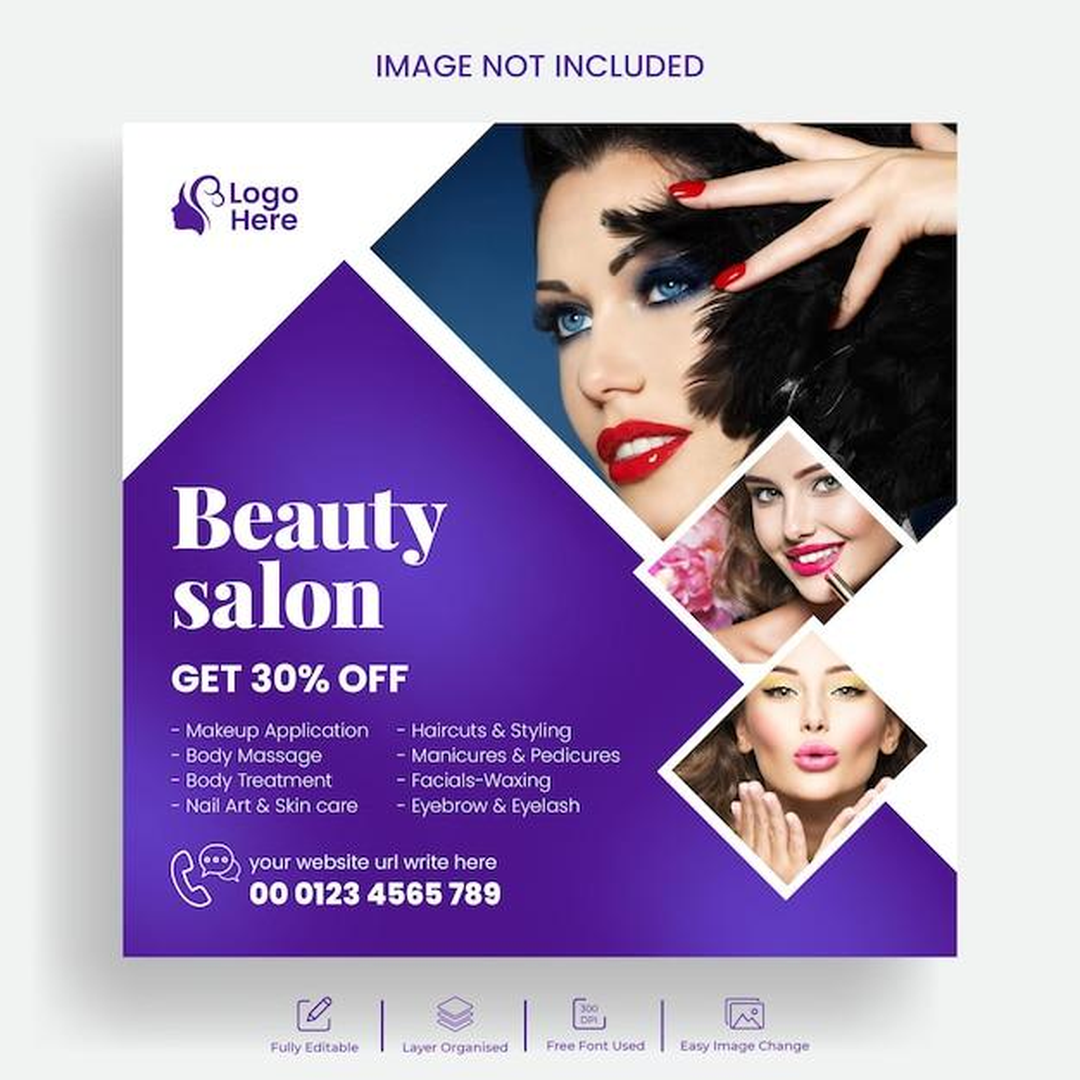 IMAGE NOT INCLUDED
Logo
Here
Beauty
salon
GET 30% OFF
- Makeup Application
- Body Massage
- Body Treatment
- Nail Art & Skin care
- Haircuts & Styling
- Manicures & Pedicures
- Facials-Waxing
- Eyebrow & Eyelash
your website url write here
00 0123 4565 789
300
DPI
Fully Editable
Layer Organised
Free Font Used
Easy Image Change